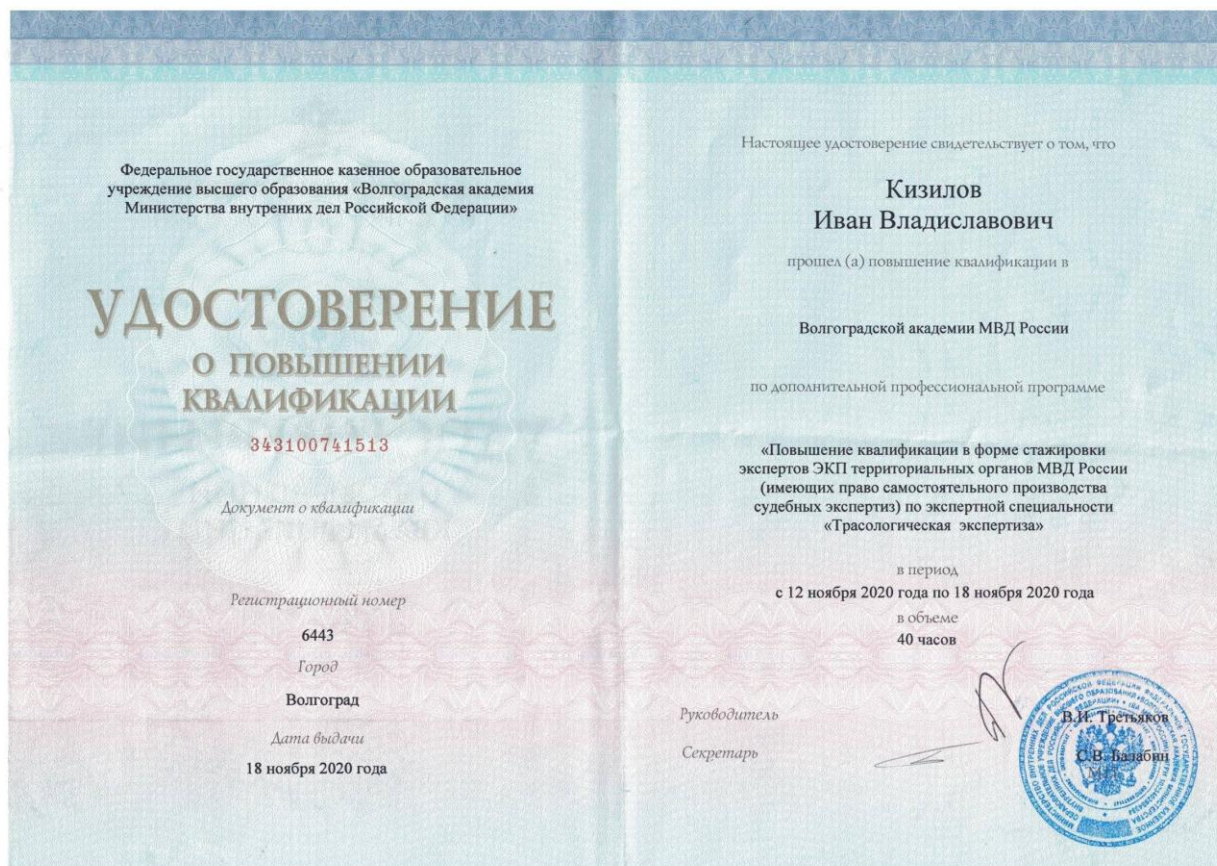 Федеральное государственное казенное образовательное
учреждение высшего образования «Волгоградская академия
Министерства внутренних дел Российской Федерации»
УДОСТОВЕРЕНИЕ
О ПОВЫШЕНИИ
КВАЛИФИКАЦИИ
343100741513
Документ о квалификации
Регистрационный номер
6443
Город
Волгоград
Дата выдачи
18 ноября 2020 года
Настоящее удостоверение свидетельствует о том, что
Кизилов
Иван Владиславович
прошел (а) повышение квалификации в
Волгоградской академии МВД России
по дополнительной профессиональной программе
«Повышение квалификации в форме стажировки
экспертов ЭКП территориальных органов МВД России
(имеющих право самостоятельного производства
судебных экспертиз) по экспертной специальности
«Трасологическая экспертиза»
в период
с 12 ноября 2020 года по 18 ноября 2020 года
в объеме
40 часов
Руководитель
В.И. Третьяков
Секретарь
С.В. Балабин
М.П.